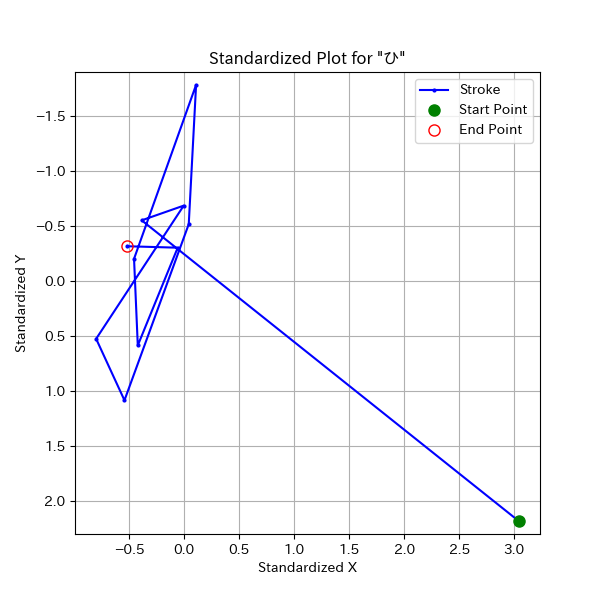 Standardized Plot for "ひ"
Stroke
Start Point
End Point
−1.5
−1.0
−0.5
0.0
0.5
1.0
1.5
2.0
Standardized Y
−0.5 0.0 0.5 1.0 1.5 2.0 2.5 3.0
Standardized X